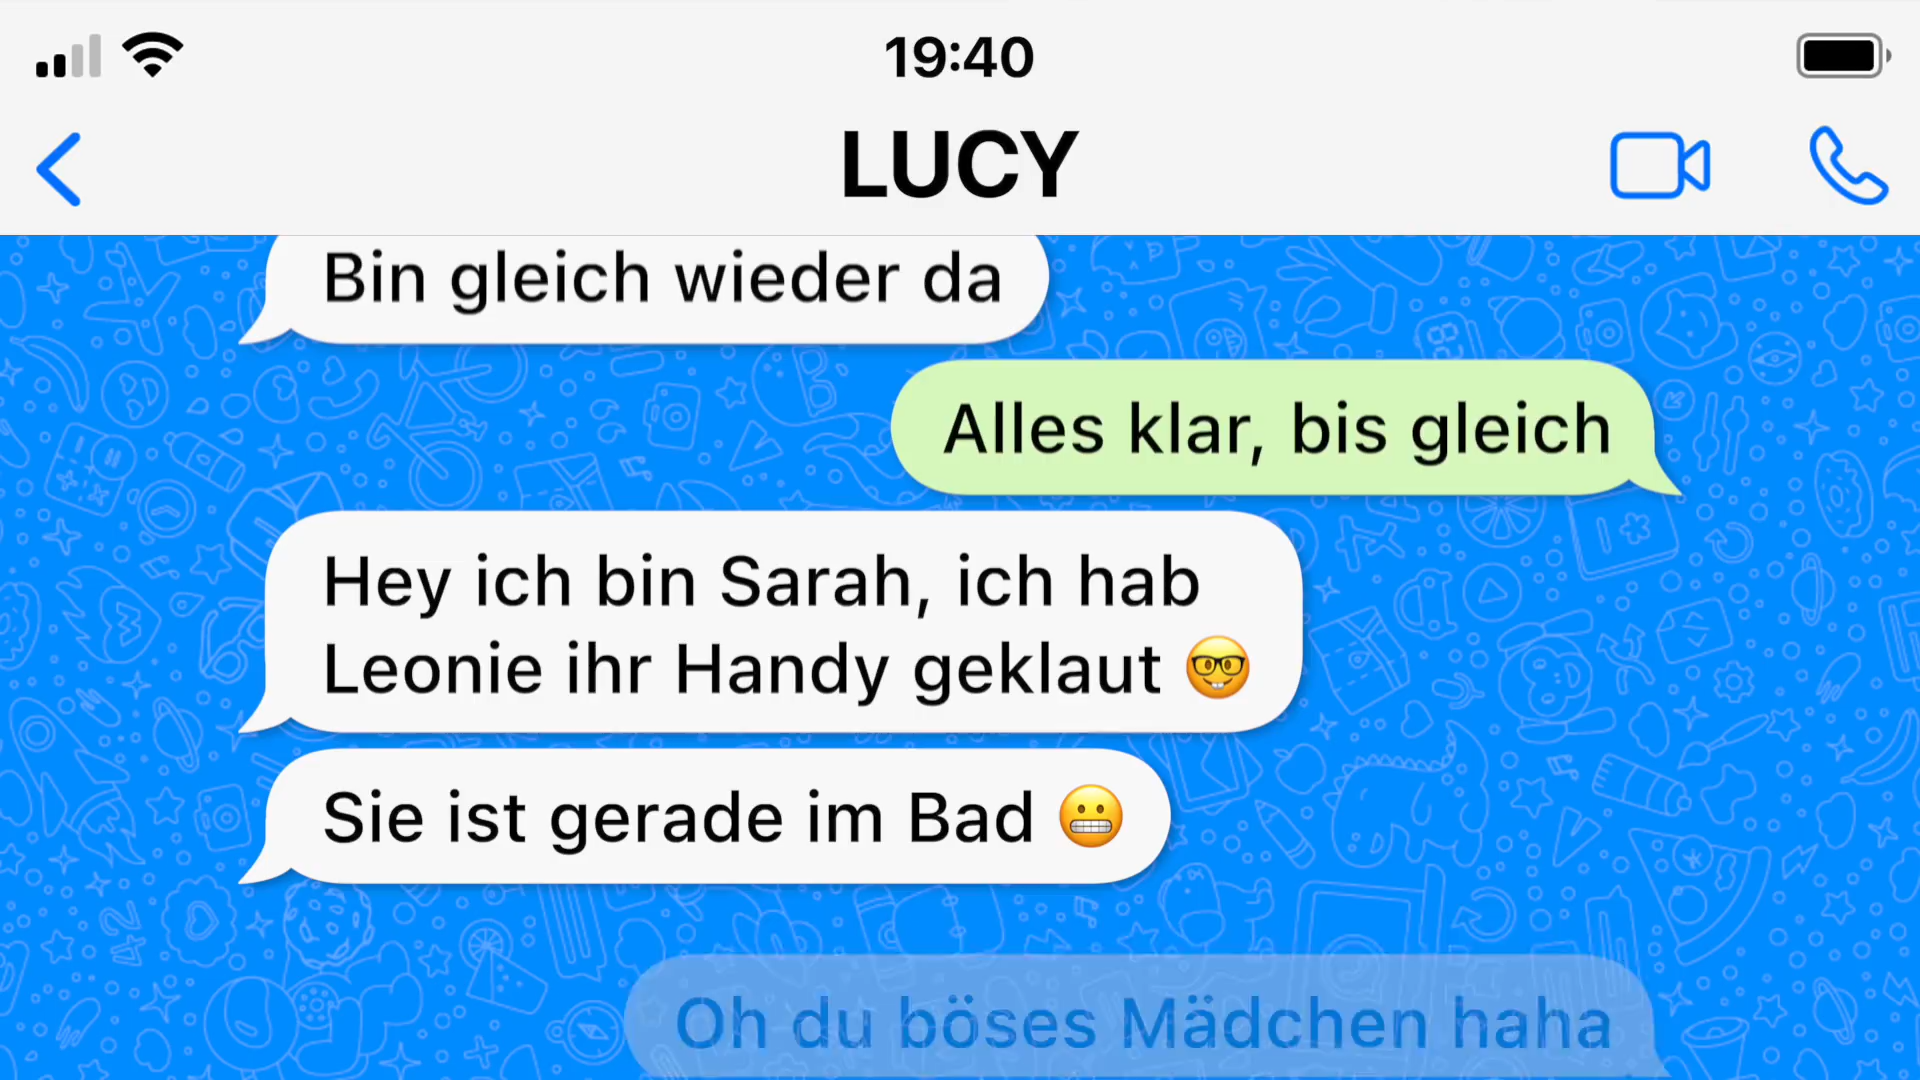 19:40
LUCY
Bin gleich wieder da
Alles klar, bis gleich
Hey ich bin Sarah, ich hab
Leonie ihr Handy geklaut 🤓
Sie ist gerade im Bad 😬
Oh du böses Mädchen haha